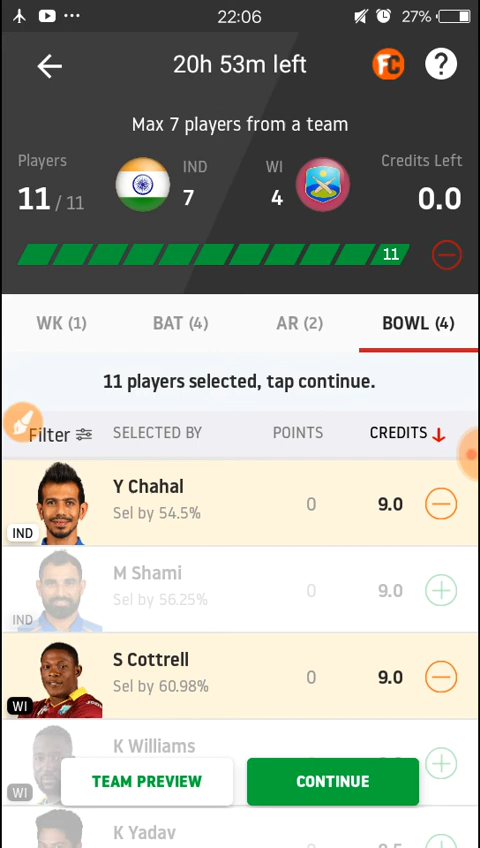 22:06
27%
20h 53m left
FC
?
Max 7 players from a team
Players
IND
WI
Credits Left
11 / 11
7
4
0.0
11
WK (1)
BAT (4)
AR (2)
BOWL (4)
11 players selected, tap continue.
Filter
SELECTED BY
POINTS
CREDITS
Y Chahal
Sel by 54.5%
0
9.0
IND
M Shami
Sel by 56.25%
0
9.0
IND
S Cottrell
Sel by 60.98%
0
9.0
WI
K Williams
WI
TEAM PREVIEW
CONTINUE
K Yadav